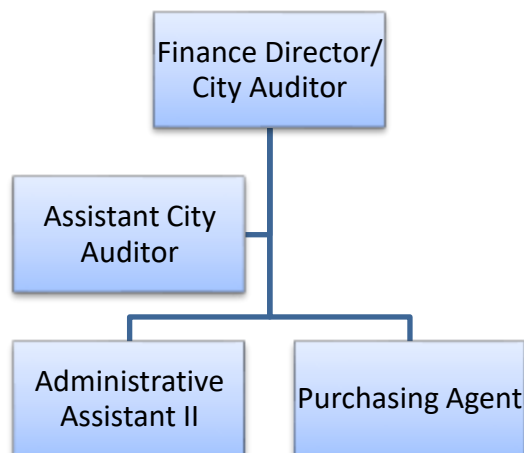 Finance Director/
City Auditor
Assistant City
Auditor
Administrative
Assistant II
Purchasing Agent